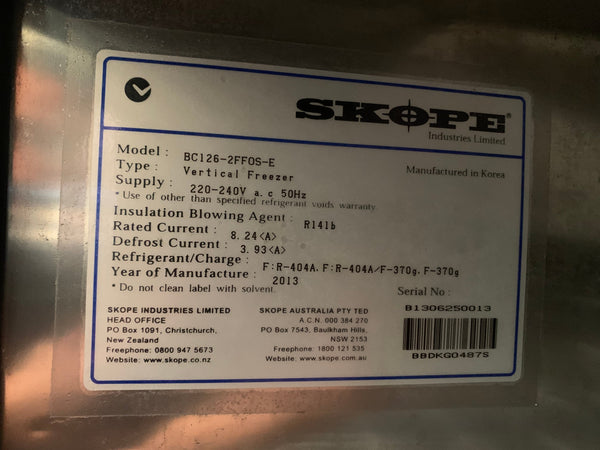 SKOPE®
Industries Limited
Model : BC126-2FFOS-E
Type : Vertical Freezer
Manufactured in Korea
Supply : 220-240V a.c 50Hz
* Use of other than specified refrigerant voids warranty.
Insulation Blowing Agent : R141b
Rated Current : 8.24<A>
Defrost Current : 3.93<A>
Refrigerant/Charge : F:R-404A, F:R-404A/F-370g, F-370g
Year of Manufacture : 2013
* Do not clean label with solvent.
Serial No :
B1306250013
BBDKG0487S
SKOPE INDUSTRIES LIMITED
HEAD OFFICE
PO Box 1091, Christchurch,
New Zealand
Freephone: 0800 947 5673
Website: www.skope.co.nz
SKOPE AUSTRALIA PTY TED
A.C.N. 000 384 270
PO Box 7543, Baulkham Hills,
NSW 2153
Freephone: 1800 121 535
Website: www.skope.com.au